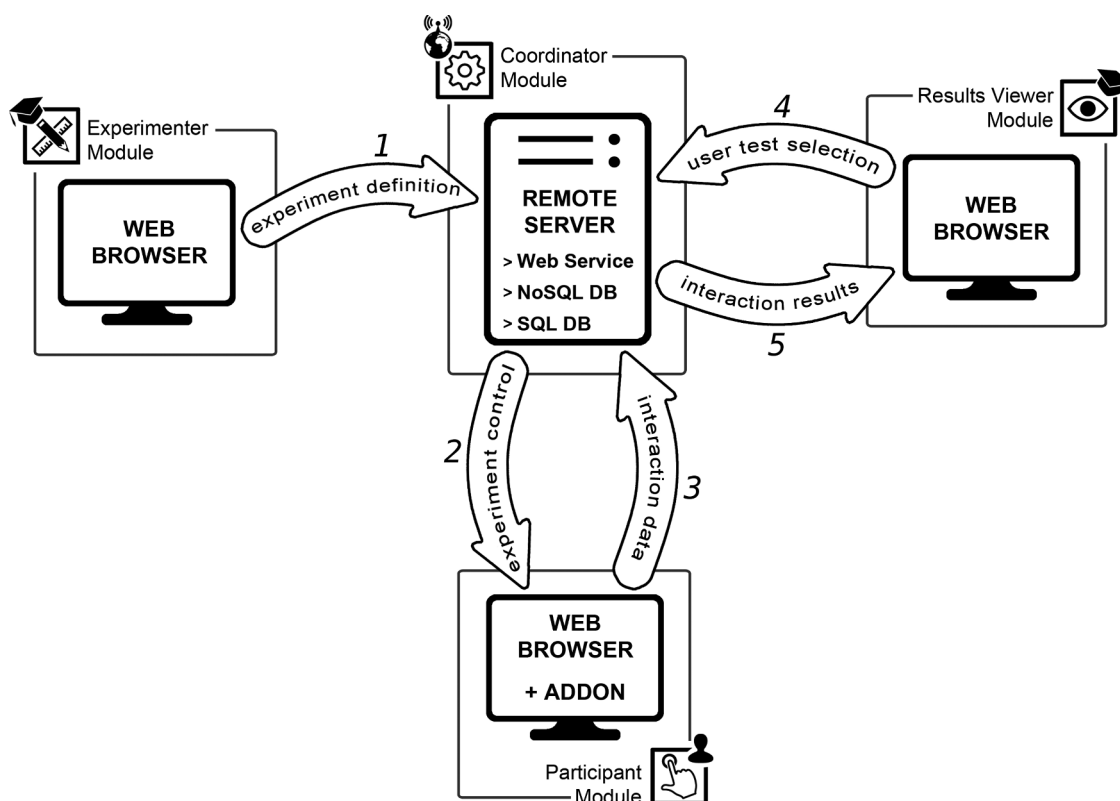 Coordinator
Module
Experimenter
Module
Results Viewer
Module
1
experiment definition
4
user test selection
WEB
BROWSER
REMOTE
SERVER
> Web Service
> NoSQL DB
> SQL DB
WEB
BROWSER
interaction results
5
2
experiment control
interaction data
3
WEB
BROWSER
+ ADDON
Participant
Module